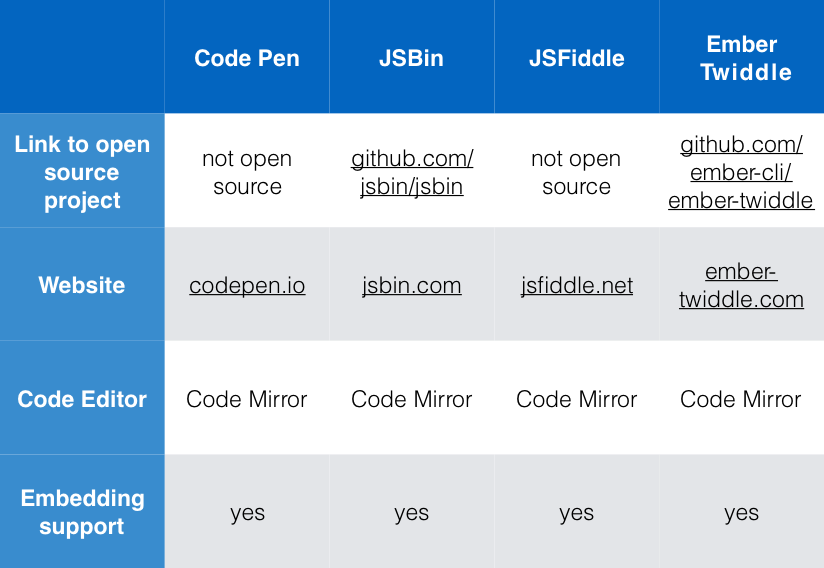 Code Pen
JSBin
JSFiddle
Ember
Twiddle
Link to open
source
project
not open
source
github.com/
jsbin/jsbin
not open
source
github.com/
ember-cli/
ember-twiddle
Website
codepen.io
jsbin.com
jsfiddle.net
ember-
twiddle.com
Code Editor
Code Mirror
Code Mirror
Code Mirror
Code Mirror
Embedding
support
yes
yes
yes
yes